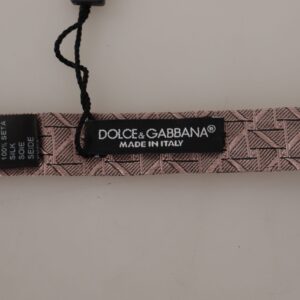 100% SETA
SILK
SOIE
SEIDE
DOLCE & GABBANA®
MADE IN ITALY